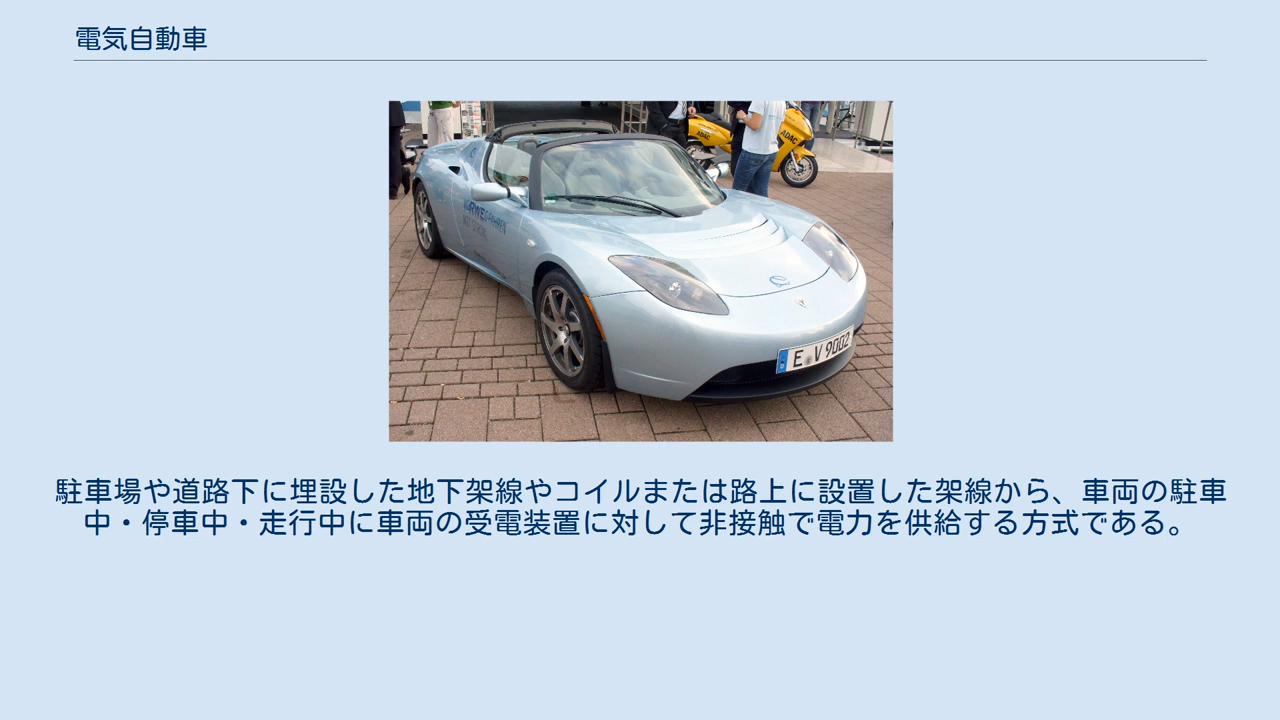 電気自動車
ADAC
ADAC
RWE
E V 9002
駐車場や道路下に埋設した地下架線やコイルまたは路上に設置した架線から、車両の駐車
中・停車中・走行中に車両の受電装置に対して非接触で電力を供給する方式である。